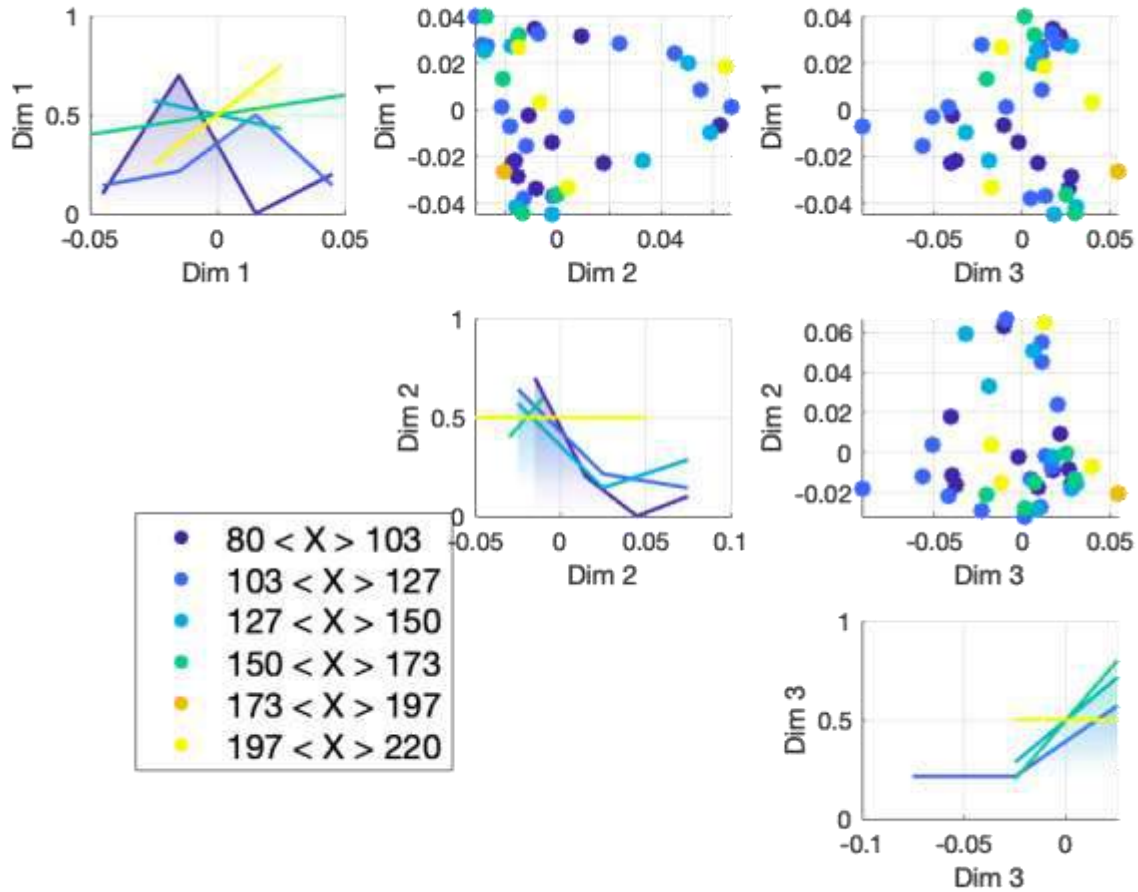 1
0.5
0
-0.05 0 0.05
Dim 1
Dim 1
0.04
0.02
0
-0.02
-0.04
0 0.04
Dim 2
Dim 1
0.04
0.02
0
-0.02
-0.04
-0.05 0 0.05
Dim 3
Dim 1
1
0.5
0
-0.05 0 0.05 0.1
Dim 2
Dim 2
0.06
0.04
0.02
0
-0.02
-0.05 0 0.05
Dim 3
Dim 2
80 < X > 103
103 < X > 127
127 < X > 150
150 < X > 173
173 < X > 197
197 < X > 220
1
0.5
0
-0.1 -0.05 0
Dim 3
Dim 3